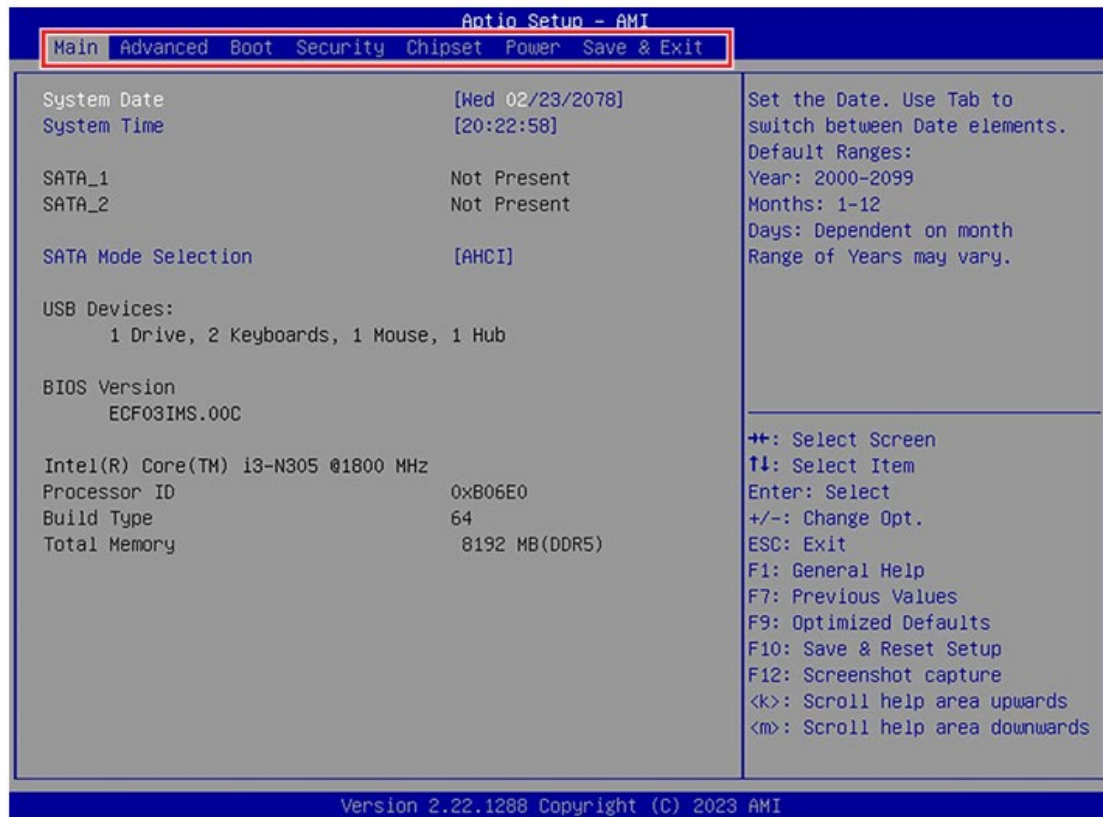 Aptio Setup - AMI
Main Advanced Boot Security Chipset Power Save & Exit
System Date [Wed 02/23/2078]
System Time [20:22:58]
SATA_1 Not Present
SATA_2 Not Present
SATA Mode Selection [AHCI]
USB Devices:
1 Drive, 2 Keyboards, 1 Mouse, 1 Hub
BIOS Version
ECF03IMS.00C
Intel(R) Core(TM) i3-N305 @1800 MHz
Processor ID 0xB06E0
Build Type 64
Total Memory 8192 MB(DDR5)
Set the Date. Use Tab to
switch between Date elements.
Default Ranges:
Year: 2000-2099
Months: 1-12
Days: Dependent on month
Range of Years may vary.
→←: Select Screen
↑↓: Select Item
Enter: Select
+/-: Change Opt.
ESC: Exit
F1: General Help
F7: Previous Values
F9: Optimized Defaults
F10: Save & Reset Setup
F12: Screenshot capture
<k>: Scroll help area upwards
<m>: Scroll help area downwards
Version 2.22.1288 Copyright (C) 2023 AMI